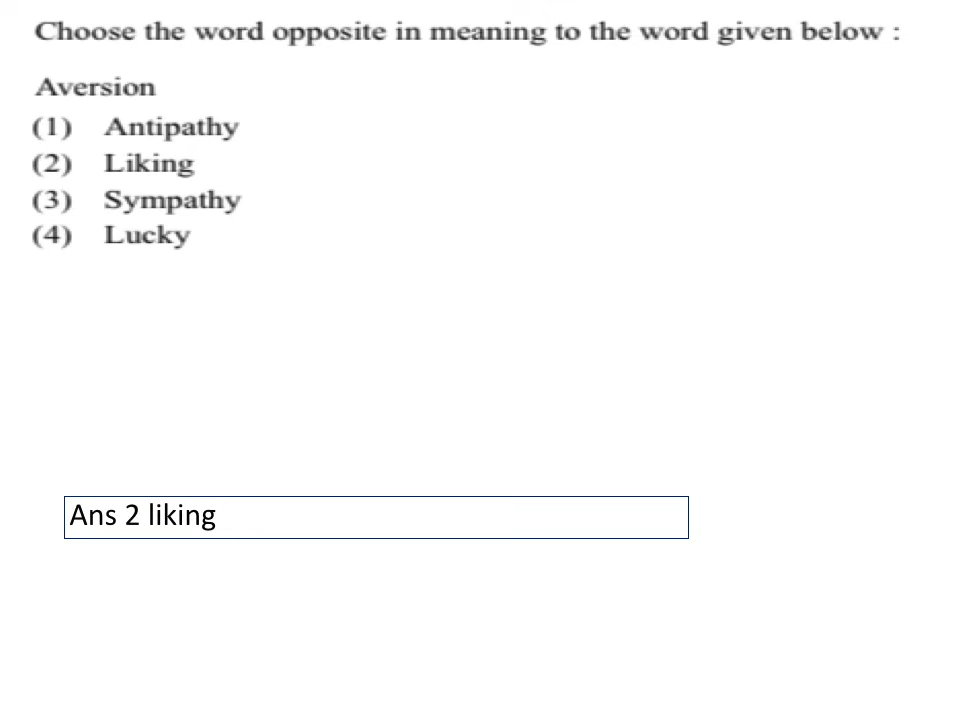 Choose the word opposite in meaning to the word given below :
Aversion
(1) Antipathy
(2) Liking
(3) Sympathy
(4) Lucky
Ans 2 liking